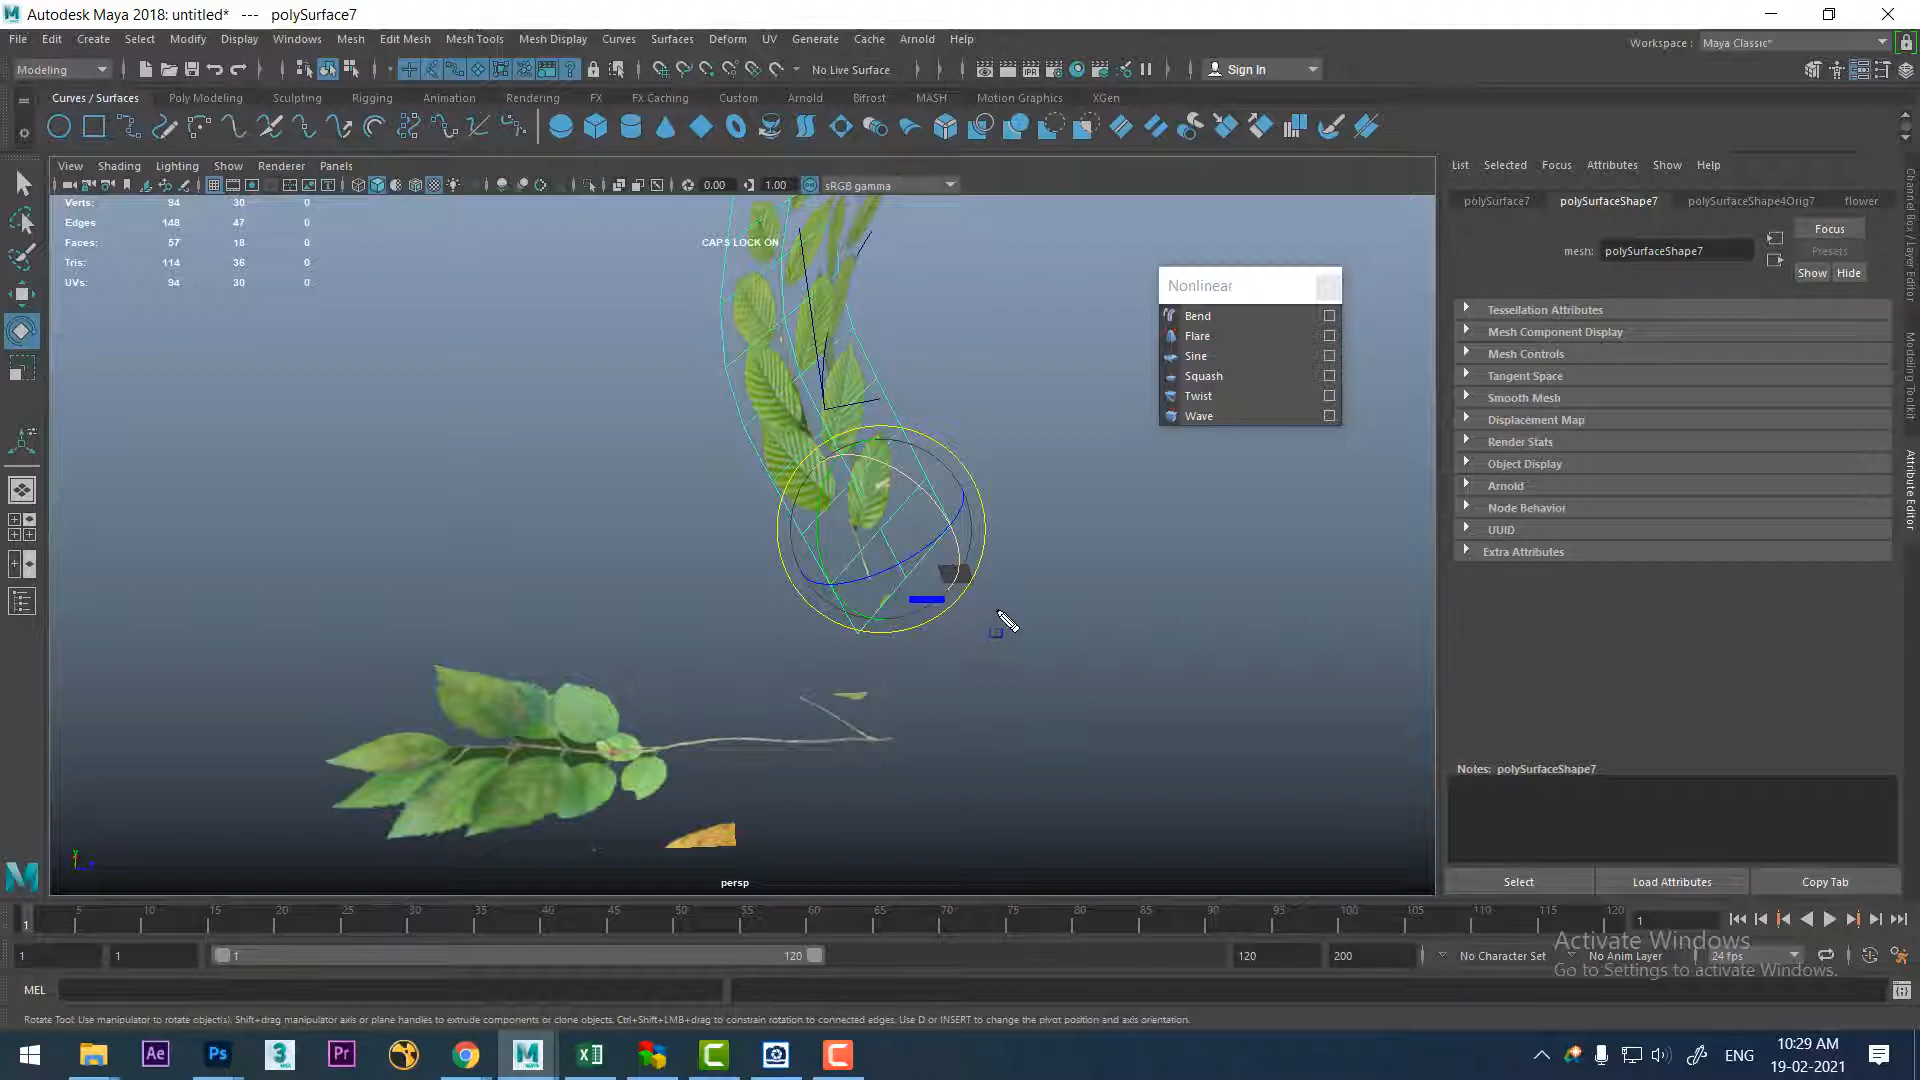 Autodesk Maya 2018: untitled*   ---   polySurface7
File Edit Create Select Modify Display Windows Mesh Edit Mesh Mesh Tools Mesh Display Curves Surfaces Deform UV Generate Cache Arnold Help
Workspace : Maya Classic*
Modeling
No Live Surface
Sign In
Curves / Surfaces Poly Modeling Sculpting Rigging Animation Rendering FX FX Caching Custom Arnold Bifrost MASH Motion Graphics XGen
View Shading Lighting Show Renderer Panels
0.00 1.00 sRGB gamma
Verts: 94 30 0
Edges 148 47 0
Faces: 57 18 0
Tris: 114 36 0
UVs: 94 30 0
CAPS LOCK ON
Nonlinear
Bend
Flare
Sine
Squash
Twist
Wave
persp
List Selected Focus Attributes Show Help
polySurface7 polySurfaceShape7 polySurfaceShape4Orig7 flower
mesh: polySurfaceShape7
Focus
Presets
Show Hide
Tessellation Attributes
Mesh Component Display
Mesh Controls
Tangent Space
Smooth Mesh
Displacement Map
Render Stats
Object Display
Arnold
Node Behavior
UUID
Extra Attributes
Notes: polySurfaceShape7
Select Load Attributes Copy Tab
Channel Box / Layer Editor
Modeling Toolkit
Attribute Editor
5 10 15 20 25 30 35 40 45 50 55 60 65 70 75 80 85 90 95 100 105 110 115 120
1
1
1 1 1 120 120 200 No Character Set No Anim Layer 24 fps
Activate Windows
Go to Settings to activate Windows.
MEL
Rotate Tool: Use manipulator to rotate object(s). Shift+drag manipulator axis or plane handles to extrude components or clone objects. Ctrl+Shift+LMB+drag to constrain rotation to connected edges. Use D or INSERT to change the pivot position and axis orientation.
ENG
10:29 AM
19-02-2021